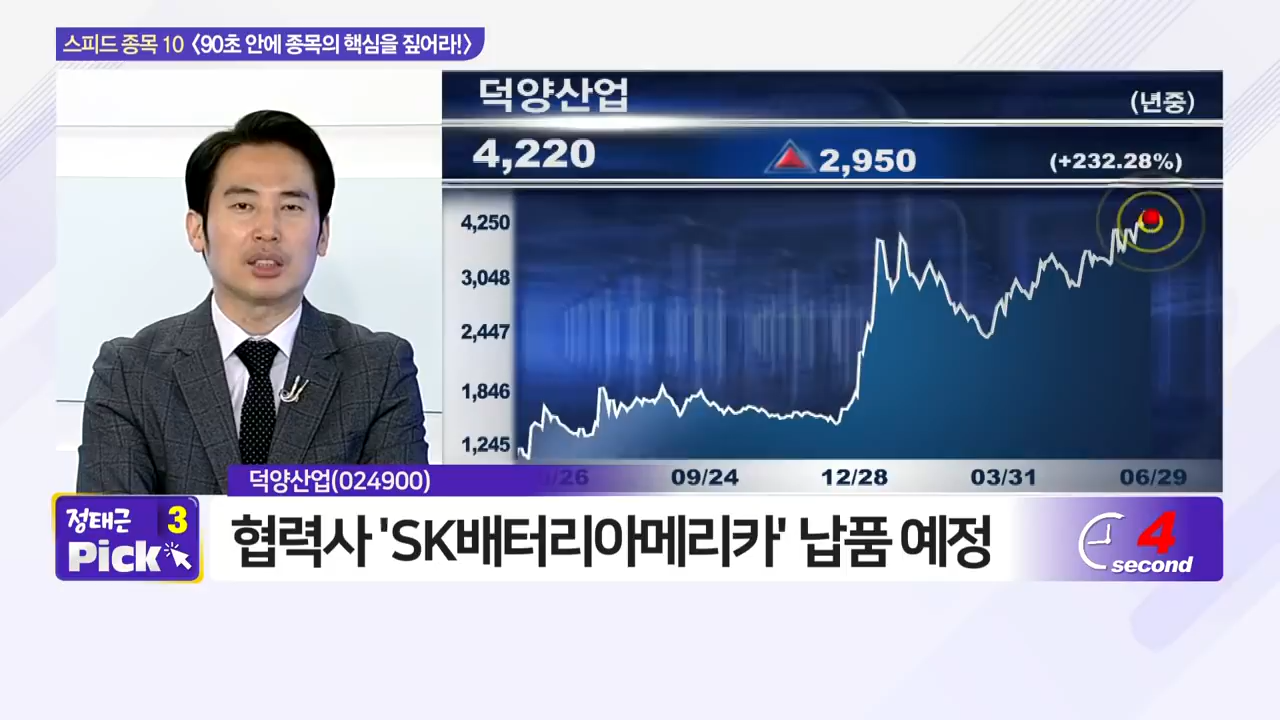 스피드 종목 10 <90초 안에 종목의 핵심을 짚어라!>
덕양산업
(년중)
4,220
2,950
(+232.28%)
4,250
3,048
2,447
1,846
1,245
/26
09/24
12/28
03/31
06/29
덕양산업(024900)
정태근 3
Pick
협력사 'SK배터리아메리카' 납품 예정
4
second